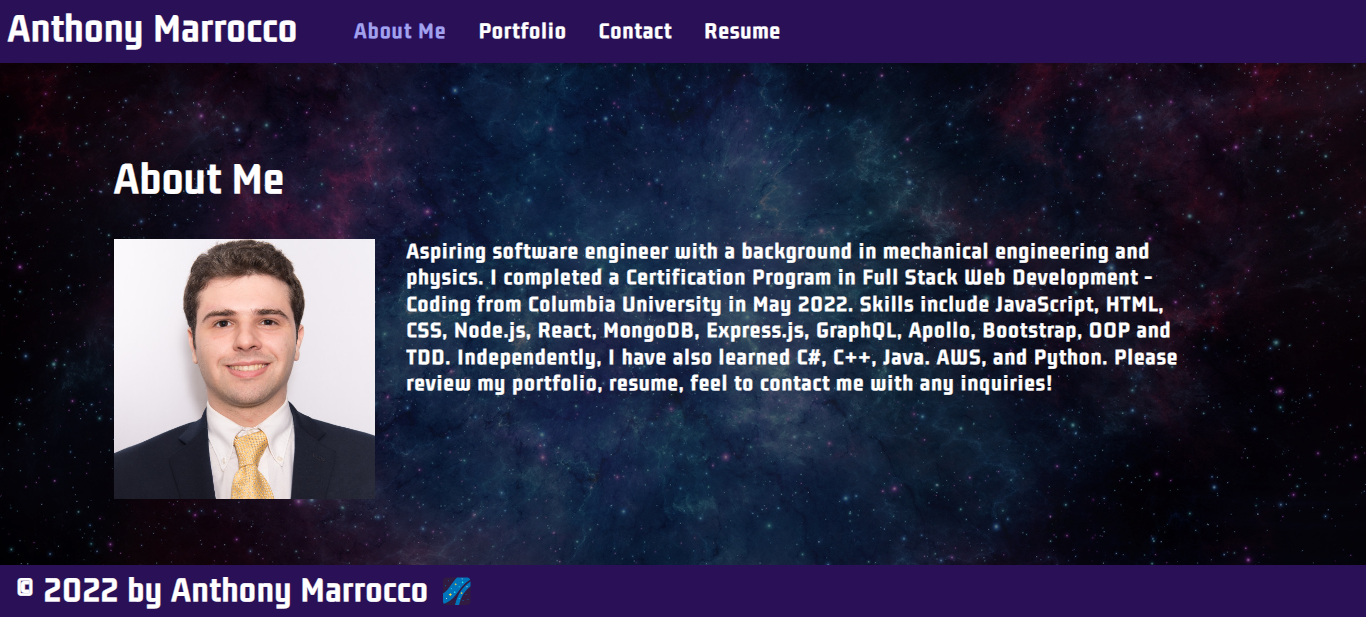 Anthony Marrocco
About Me Portfolio Contact Resume
About Me
Aspiring software engineer with a background in mechanical engineering and
physics. I completed a Certification Program in Full Stack Web Development -
Coding from Columbia University in May 2022. Skills include JavaScript, HTML,
CSS, Node.js, React, MongoDB, Express.js, GraphQL, Apollo, Bootstrap, OOP and
TDD. Independently, I have also learned C#, C++, Java. AWS, and Python. Please
review my portfolio, resume, feel to contact me with any inquiries!
© 2022 by Anthony Marrocco 🌌